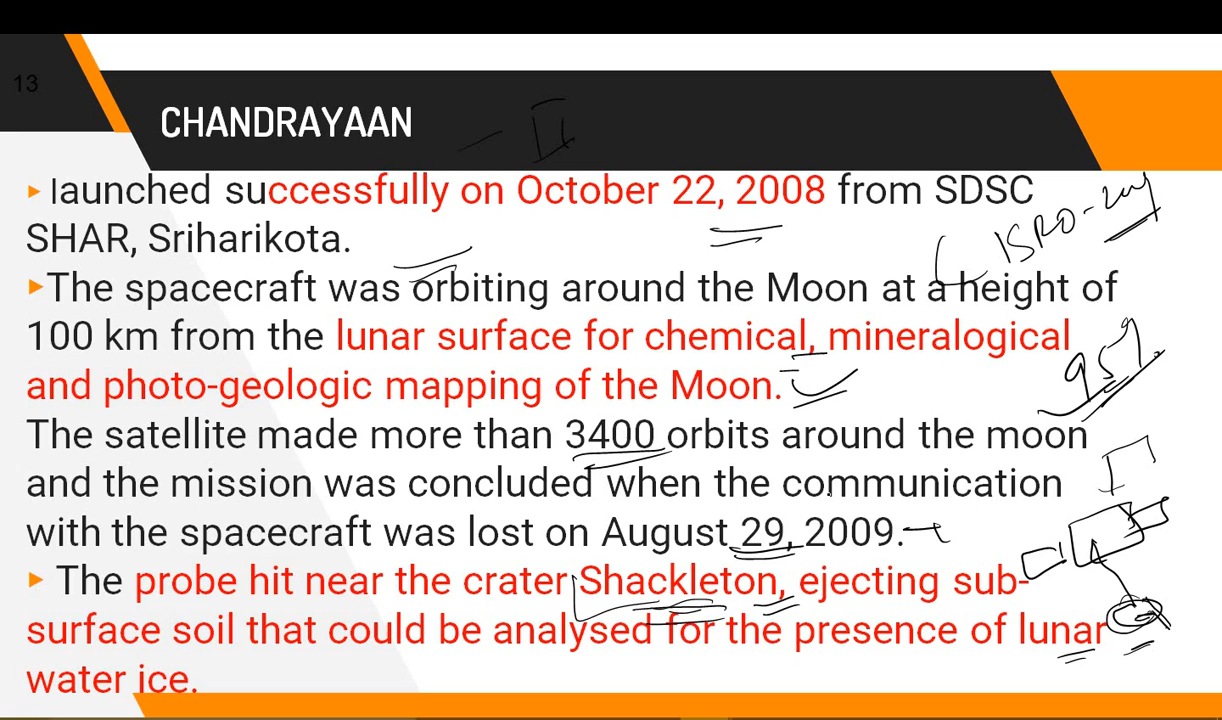 13
CHANDRAYAAN
II
▸ launched successfully on October 22, 2008 from SDSC
SHAR, Sriharikota.
ISRO-
▸The spacecraft was orbiting around the Moon at a height of
100 km from the lunar surface for chemical, mineralogical
95%
and photo-geologic mapping of the Moon.
The satellite made more than 3400 orbits around the moon
and the mission was concluded when the communication
with the spacecraft was lost on August 29, 2009.
▸ The probe hit near the crater Shackleton, ejecting sub-
surface soil that could be analysed for the presence of lunar
water ice.